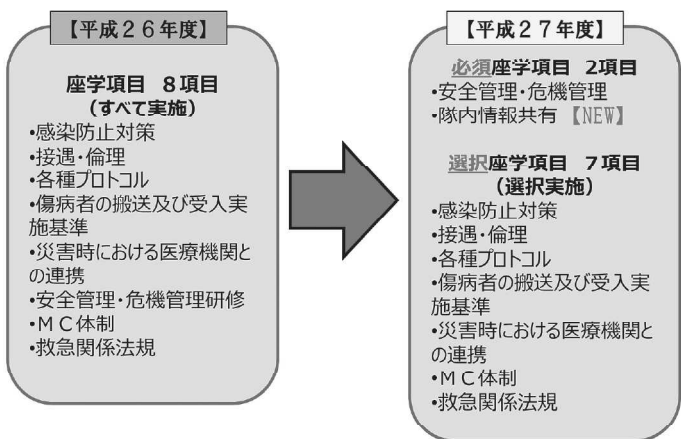 【平成26年度】
座学項目 8項目
(すべて実施)
•感染防止対策
•接遇・倫理
•各種プロトコル
•傷病者の搬送及び受入実
施基準
•災害時における医療機関と
の連携
•安全管理・危機管理研修
•MC体制
•救急関係法規
【平成27年度】
必須座学項目 2項目
•安全管理・危機管理
•隊内情報共有 【NEW】
選択座学項目 7項目
(選択実施)
•感染防止対策
•接遇・倫理
•各種プロトコル
•傷病者の搬送及び受入実
施基準
•災害時における医療機関と
の連携
•MC体制
•救急関係法規